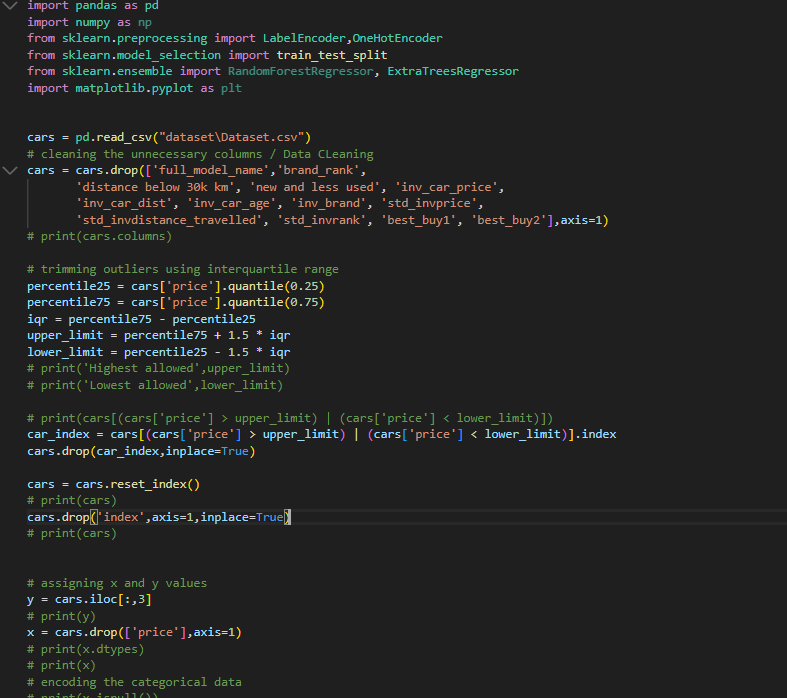 import pandas as pd
import numpy as np
from sklearn.preprocessing import LabelEncoder,OneHotEncoder
from sklearn.model_selection import train_test_split
from sklearn.ensemble import RandomForestRegressor, ExtraTreesRegressor
import matplotlib.pyplot as plt
cars = pd.read_csv("dataset\Dataset.csv")
# cleaning the unnecessary columns / Data CLeaning
cars = cars.drop(['full_model_name','brand_rank',
'distance below 30k km', 'new and less used', 'inv_car_price',
'inv_car_dist', 'inv_car_age', 'inv_brand', 'std_invprice',
'std_invdistance_travelled', 'std_invrank', 'best_buy1', 'best_buy2'],axis=1)
# print(cars.columns)
# trimming outliers using interquartile range
percentile25 = cars['price'].quantile(0.25)
percentile75 = cars['price'].quantile(0.75)
iqr = percentile75 - percentile25
upper_limit = percentile75 + 1.5 * iqr
lower_limit = percentile25 - 1.5 * iqr
# print('Highest allowed',upper_limit)
# print('Lowest allowed',lower_limit)
# print(cars[(cars['price'] > upper_limit) | (cars['price'] < lower_limit)])
car_index = cars[(cars['price'] > upper_limit) | (cars['price'] < lower_limit)].index
cars.drop(car_index,inplace=True)
cars = cars.reset_index()
# print(cars)
cars.drop('index',axis=1,inplace=True)
# print(cars)
# assigning x and y values
y = cars.iloc[:,3]
# print(y)
x = cars.drop(['price'],axis=1)
# print(x.dtypes)
# print(x)
# encoding the categorical data
# print(x.isnull())